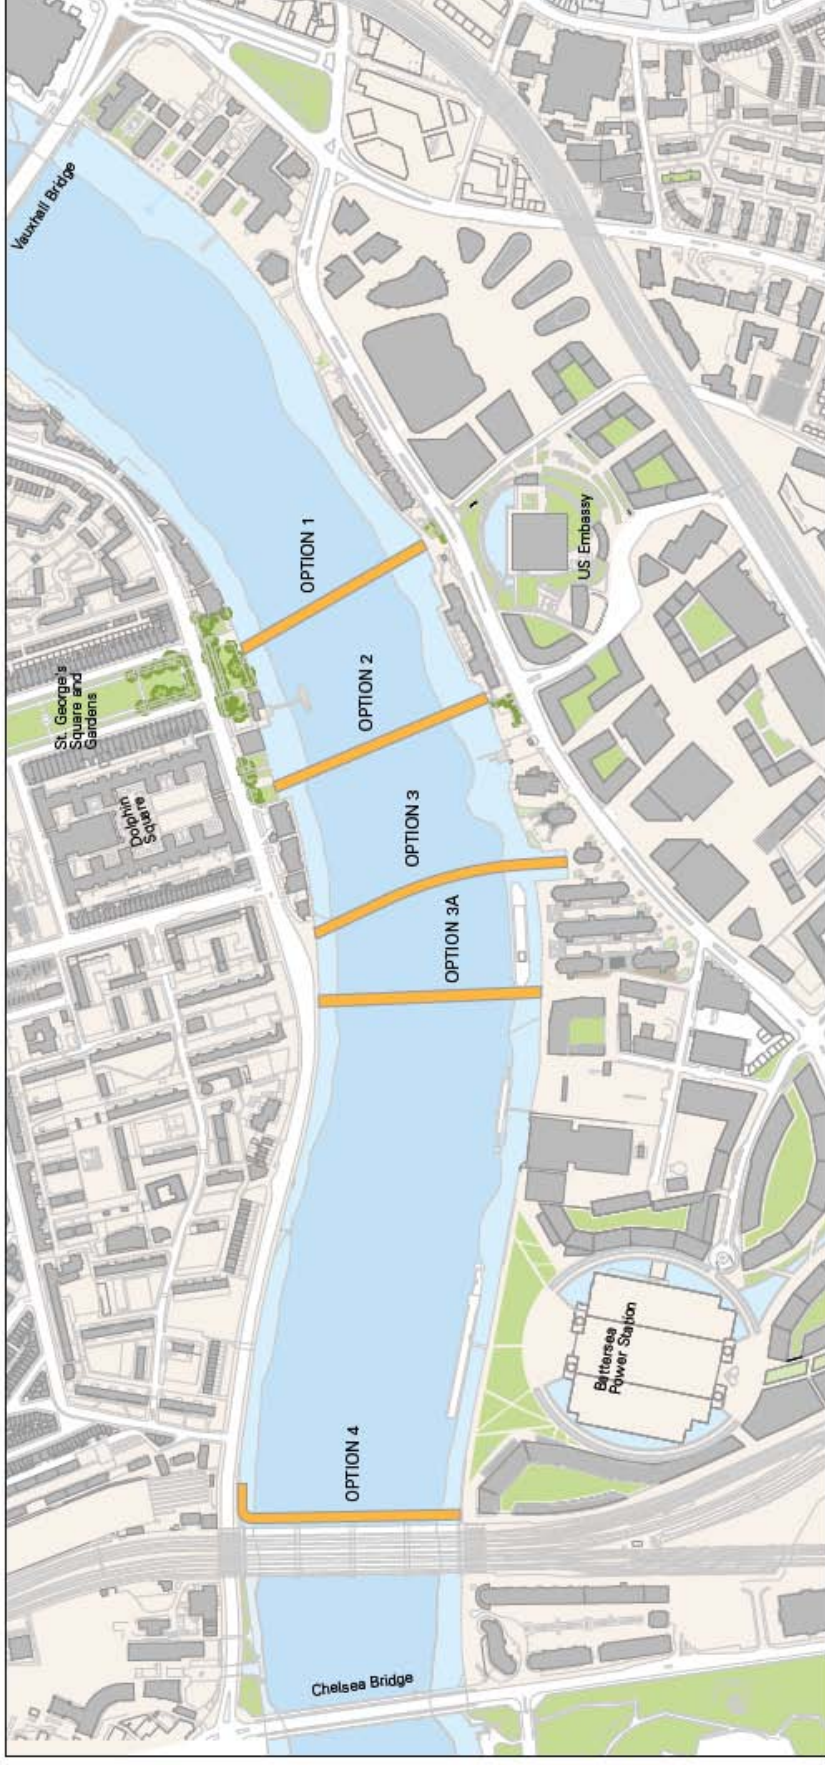 Vauxhall Bridge
St. George's
Square and
Gardens
Dolphin
Square
OPTION 1
OPTION 2
OPTION 3
OPTION 3A
OPTION 4
US Embassy
Battersea
Power Station
Chelsea Bridge